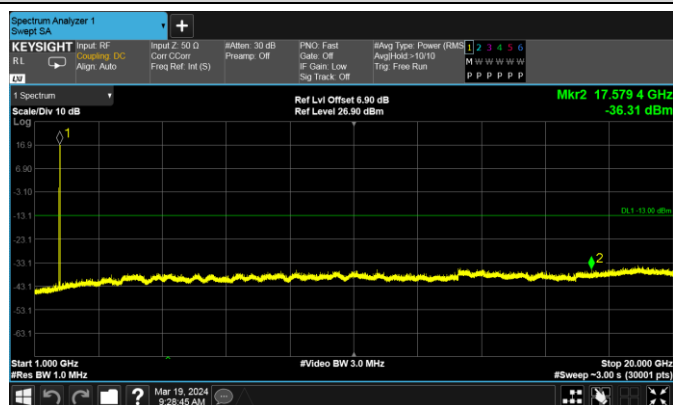 Spectrum Analyzer 1
Swept SA
+
KEYSIGHT
RL
LXI
Input: RF
Coupling: DC
Align: Auto
Input Z: 50 Ω
Corr CCorr
Freq Ref: Int (S)
#Atten: 30 dB
Preamp: Off
PNO: Fast
Gate: Off
IF Gain: Low
Sig Track: Off
#Avg Type: Power (RMS
Avg|Hold:>10/10
Trig: Free Run
1 2 3 4 5 6
M W W W W W
P P P P P P
1 Spectrum
Scale/Div 10 dB
Log
Ref Lvl Offset 6.90 dB
Ref Level 26.90 dBm
Mkr2 17.579 4 GHz
-36.31 dBm
1
16.9
6.90
-3.10
-13.1
DL1 -13.00 dBm
-23.1
2
-33.1
-43.1
-53.1
-63.1
Start 1.000 GHz
#Res BW 1.0 MHz
#Video BW 3.0 MHz
Stop 20.000 GHz
#Sweep ~3.00 s (30001 pts)
?
Mar 19, 2024
9:28:45 AM